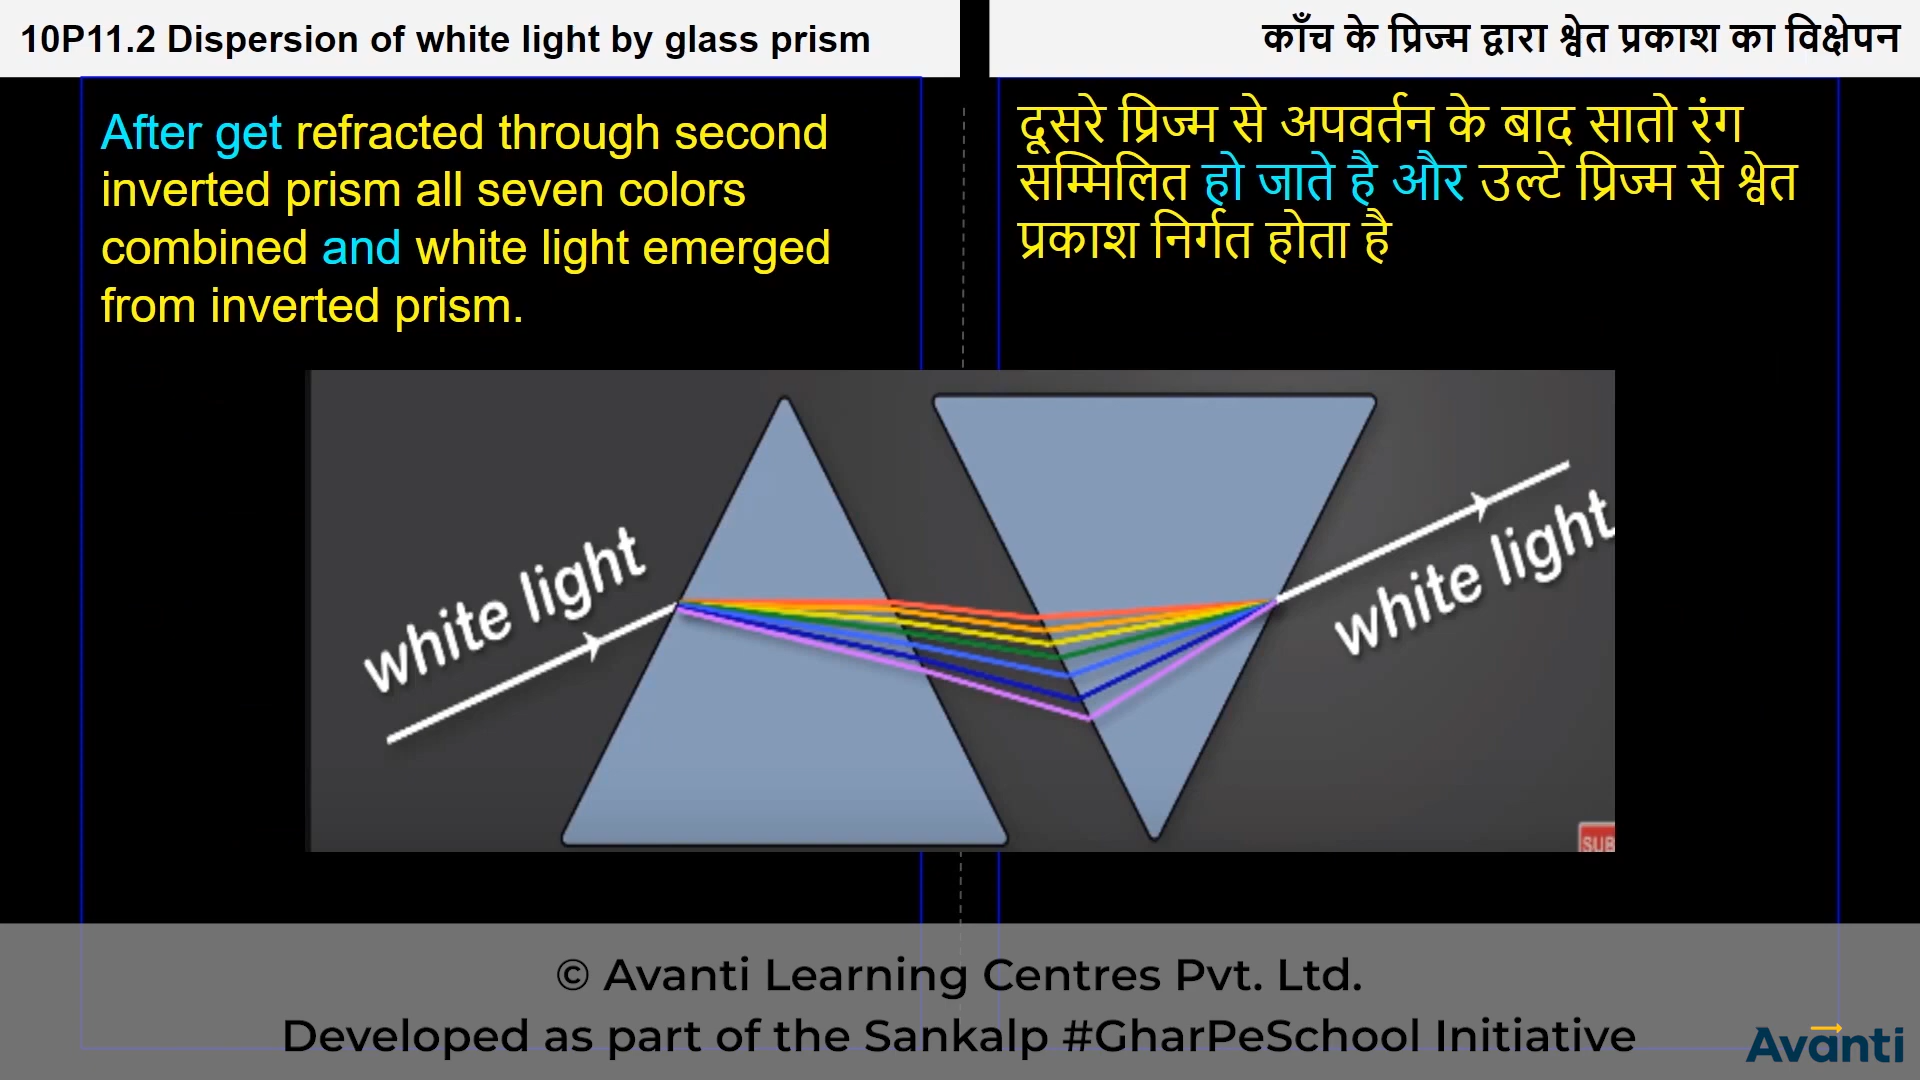 10P11.2 Dispersion of white light by glass prism
काँच के प्रिज्म द्वारा श्वेत प्रकाश का विक्षेपन
After get refracted through second
inverted prism all seven colors
combined and white light emerged
from inverted prism.
दूसरे प्रिज्म से अपवर्तन के बाद सातो रंग
सम्मिलित हो जाते है और उल्टे प्रिज्म से श्वेत
प्रकाश निर्गत होता है
white light
white light
SUB
© Avanti Learning Centres Pvt. Ltd.
Developed as part of the Sankalp #GharPeSchool Initiative
Avanti